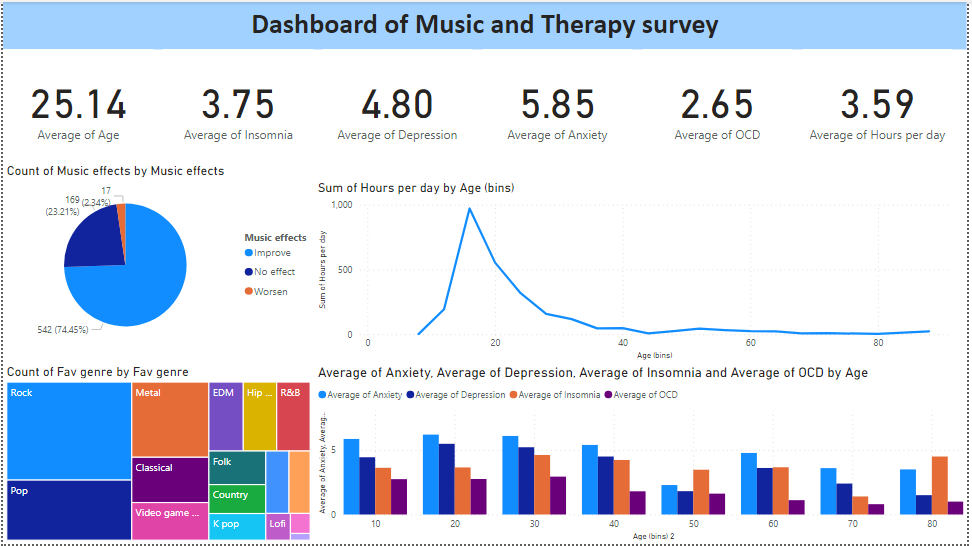 Dashboard of Music and Therapy survey
25.14
Average of Age
3.75
Average of Insomnia
4.80
Average of Depression
5.85
Average of Anxiety
2.65
Average of OCD
3.59
Average of Hours per day
Count of Music effects by Music effects
17
(2.34%)
169
(23.21%)
542 (74.45%)
Music effects
Improve
No effect
Worsen
Sum of Hours per day by Age (bins)
Sum of Hours per day
1,000
500
0
0 20 40 60 80
Age (bins)
Count of Fav genre by Fav genre
Rock
Pop
Metal
Classical
Video game ...
EDM
Hip ...
R&B
Folk
Country
K pop
Lofi
Average of Anxiety, Average of Depression, Average of Insomnia and Average of OCD by Age
Average of Anxiety Average of Depression Average of Insomnia Average of OCD
Average of Anxiety, Averag...
5
0
10 20 30 40 50 60 70 80
Age (bins) 2